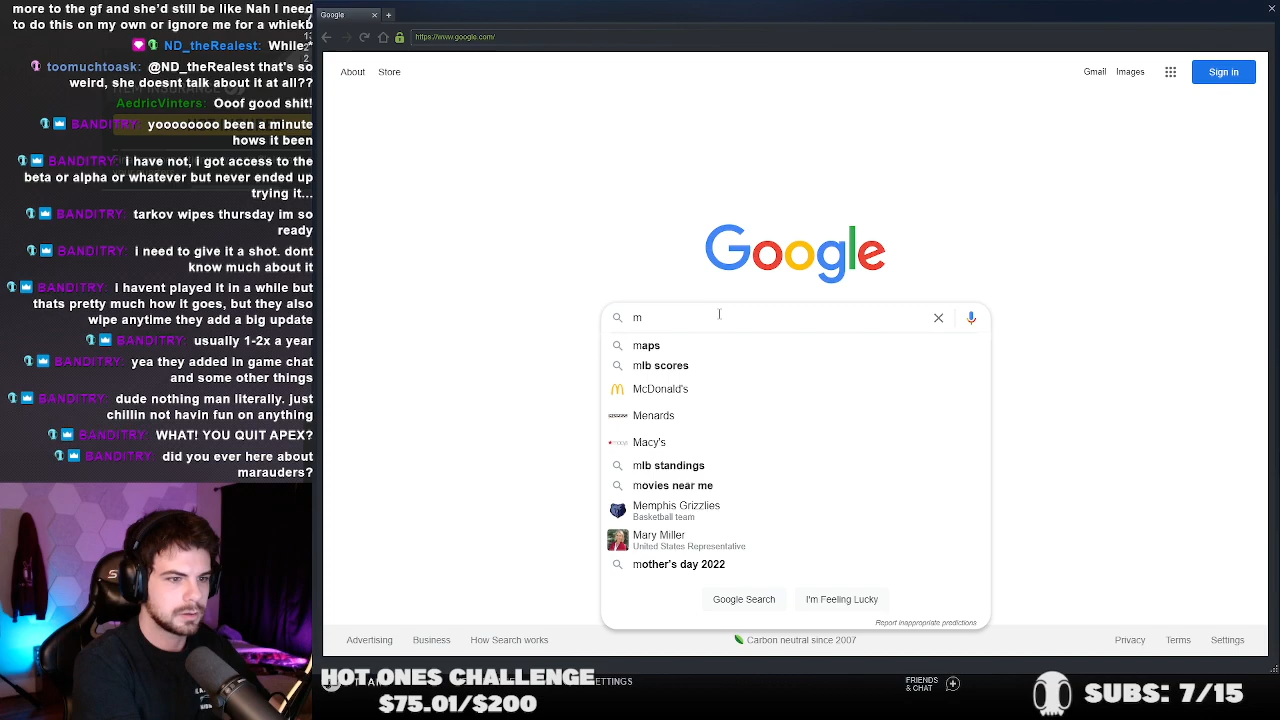 more to the gf and she'd still be like Nah I need
to do my own or ignore me for
ND_theRealest: While
toomuchtoask: @ND_theRealest that's so
weird, she doesnt talk about it at all??
AedricVinters: Ooof good shit!
BANDITRY: yoooooooo been a minute
hows it been
BANDITRY: i have not, i got access to the
beta or alpha or whatever but ended up
trying it...
BANDITRY: tarkov wipes thursday im so
ready
BANDITRY: i need to give it a shot. dont
know much about it
BANDITRY: i havent played it in a while but
thats pretty much how it goes, but they also
wipe anytime they add a big update
BANDITRY: usually 1-2x a year
BANDITRY: yea they added in game chat
and some other things
BANDITRY: dude nothing man literally. just
chillin not far fun on anything
BANDITRY: WHAT! YOU QUIT APEX?
BANDITRY: did you ever here about
marauders?
Google
https://www.google.com/
About Store
Gmail Images Sign in
Google
m
maps
mlb scores
McDonald's
Menards
Macy's
mlb standings
movies near me
Memphis Grizzlies
Basketball team
Mary Miller
United States Representative
mother's day 2022
Google Search I'm Feeling Lucky
Report inappropriate predictions
Advertising Business How Search works
Carbon neutral since 2007
Privacy Terms Settings
HOT ONES CHALLENGE
$75.01/$200
ETTINGS
FRIENDS
& CHAT
SUBS: 7/15